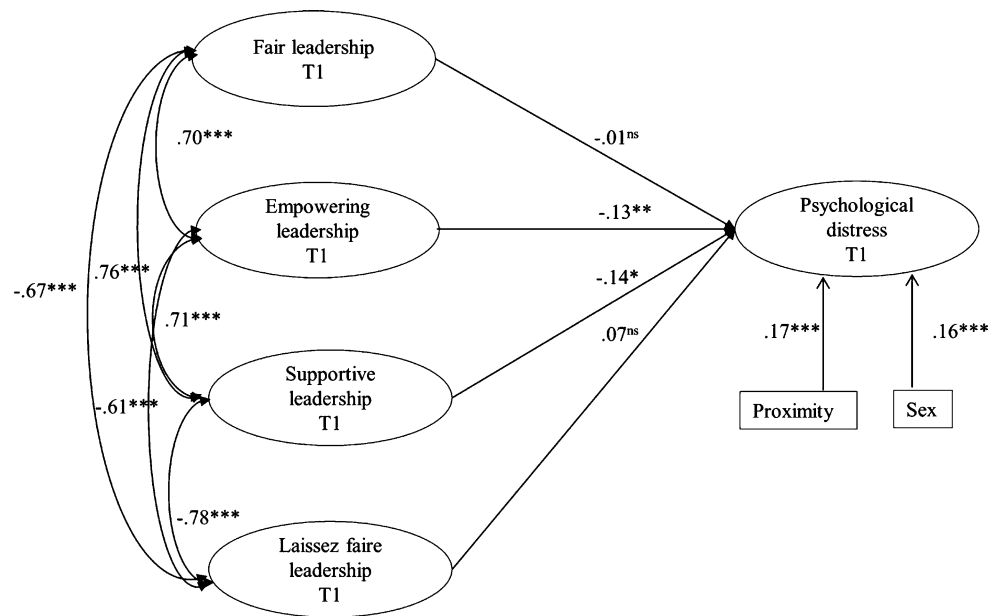 Fair leadership
T1
.70***
-.01ⁿˢ
Empowering
leadership
T1
-.13**
Psychological
distress
T1
.76***
-.67***
.71***
-.14*
.07ⁿˢ
.17***
.16***
Supportive
leadership
T1
-.61***
Proximity
Sex
-.78***
Laissez faire
leadership
T1